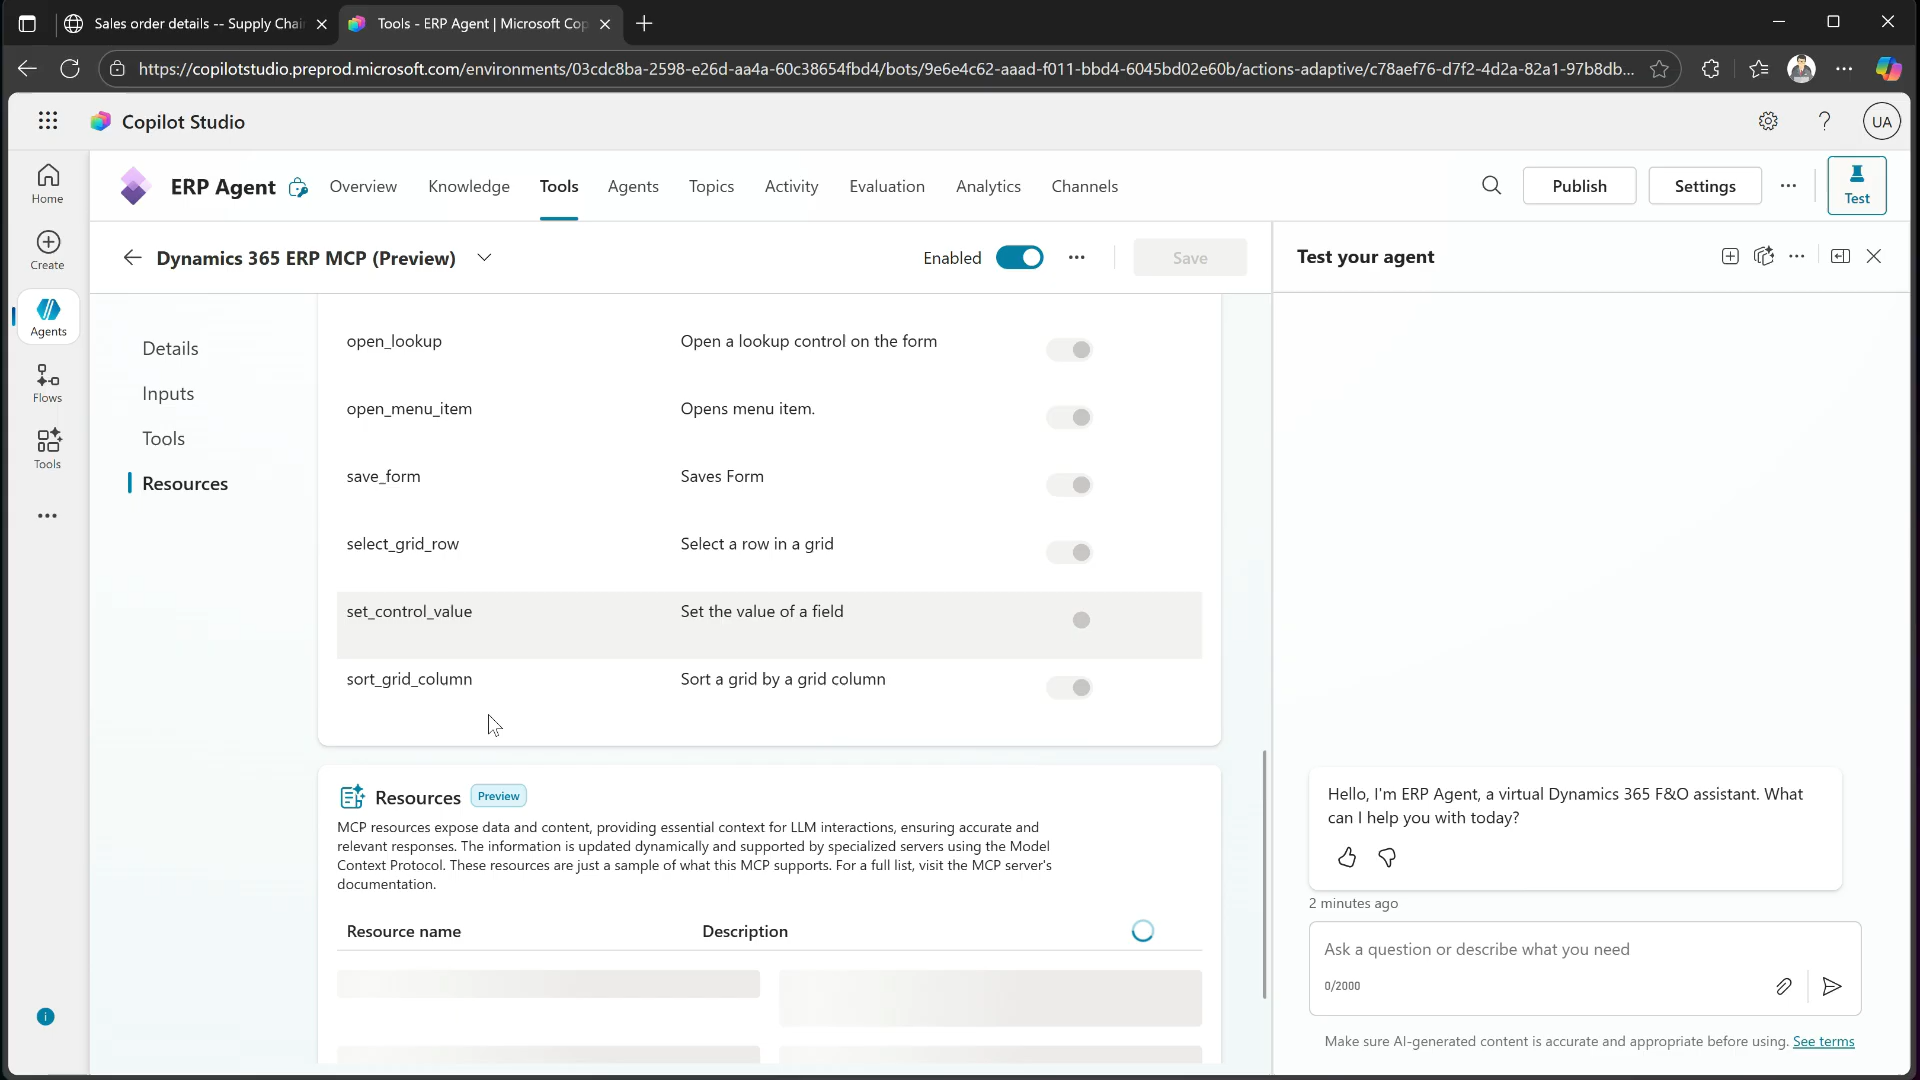 Sales order details -- Supply Chai
Tools - ERP Agent | Microsoft Cop
https://copilotstudio.preprod.microsoft.com/environments/03cdc8ba-2598-e26d-aa4a-60c38654fbd4/bots/9e6e4c62-aaad-f011-bbd4-6045bd02e60b/actions-adaptive/c78aef76-d7f2-4d2a-82a1-97b8db...
Copilot Studio
UA
Home
Create
Agents
Flows
Tools
ERP Agent
Overview
Knowledge
Tools
Agents
Topics
Activity
Evaluation
Analytics
Channels
Publish
Settings
Test
Dynamics 365 ERP MCP (Preview)
Enabled
Save
Details
Inputs
Tools
Resources
open_lookup
Open a lookup control on the form
open_menu_item
Opens menu item.
save_form
Saves Form
select_grid_row
Select a row in a grid
set_control_value
Set the value of a field
sort_grid_column
Sort a grid by a grid column
Resources
Preview
MCP resources expose data and content, providing essential context for LLM interactions, ensuring accurate and
relevant responses. The information is updated dynamically and supported by specialized servers using the Model
Context Protocol. These resources are just a sample of what this MCP supports. For a full list, visit the MCP server's
documentation.
Resource name
Description
Test your agent
Hello, I'm ERP Agent, a virtual Dynamics 365 F&O assistant. What
can I help you with today?
2 minutes ago
Ask a question or describe what you need
0/2000
Make sure AI-generated content is accurate and appropriate before using. See terms